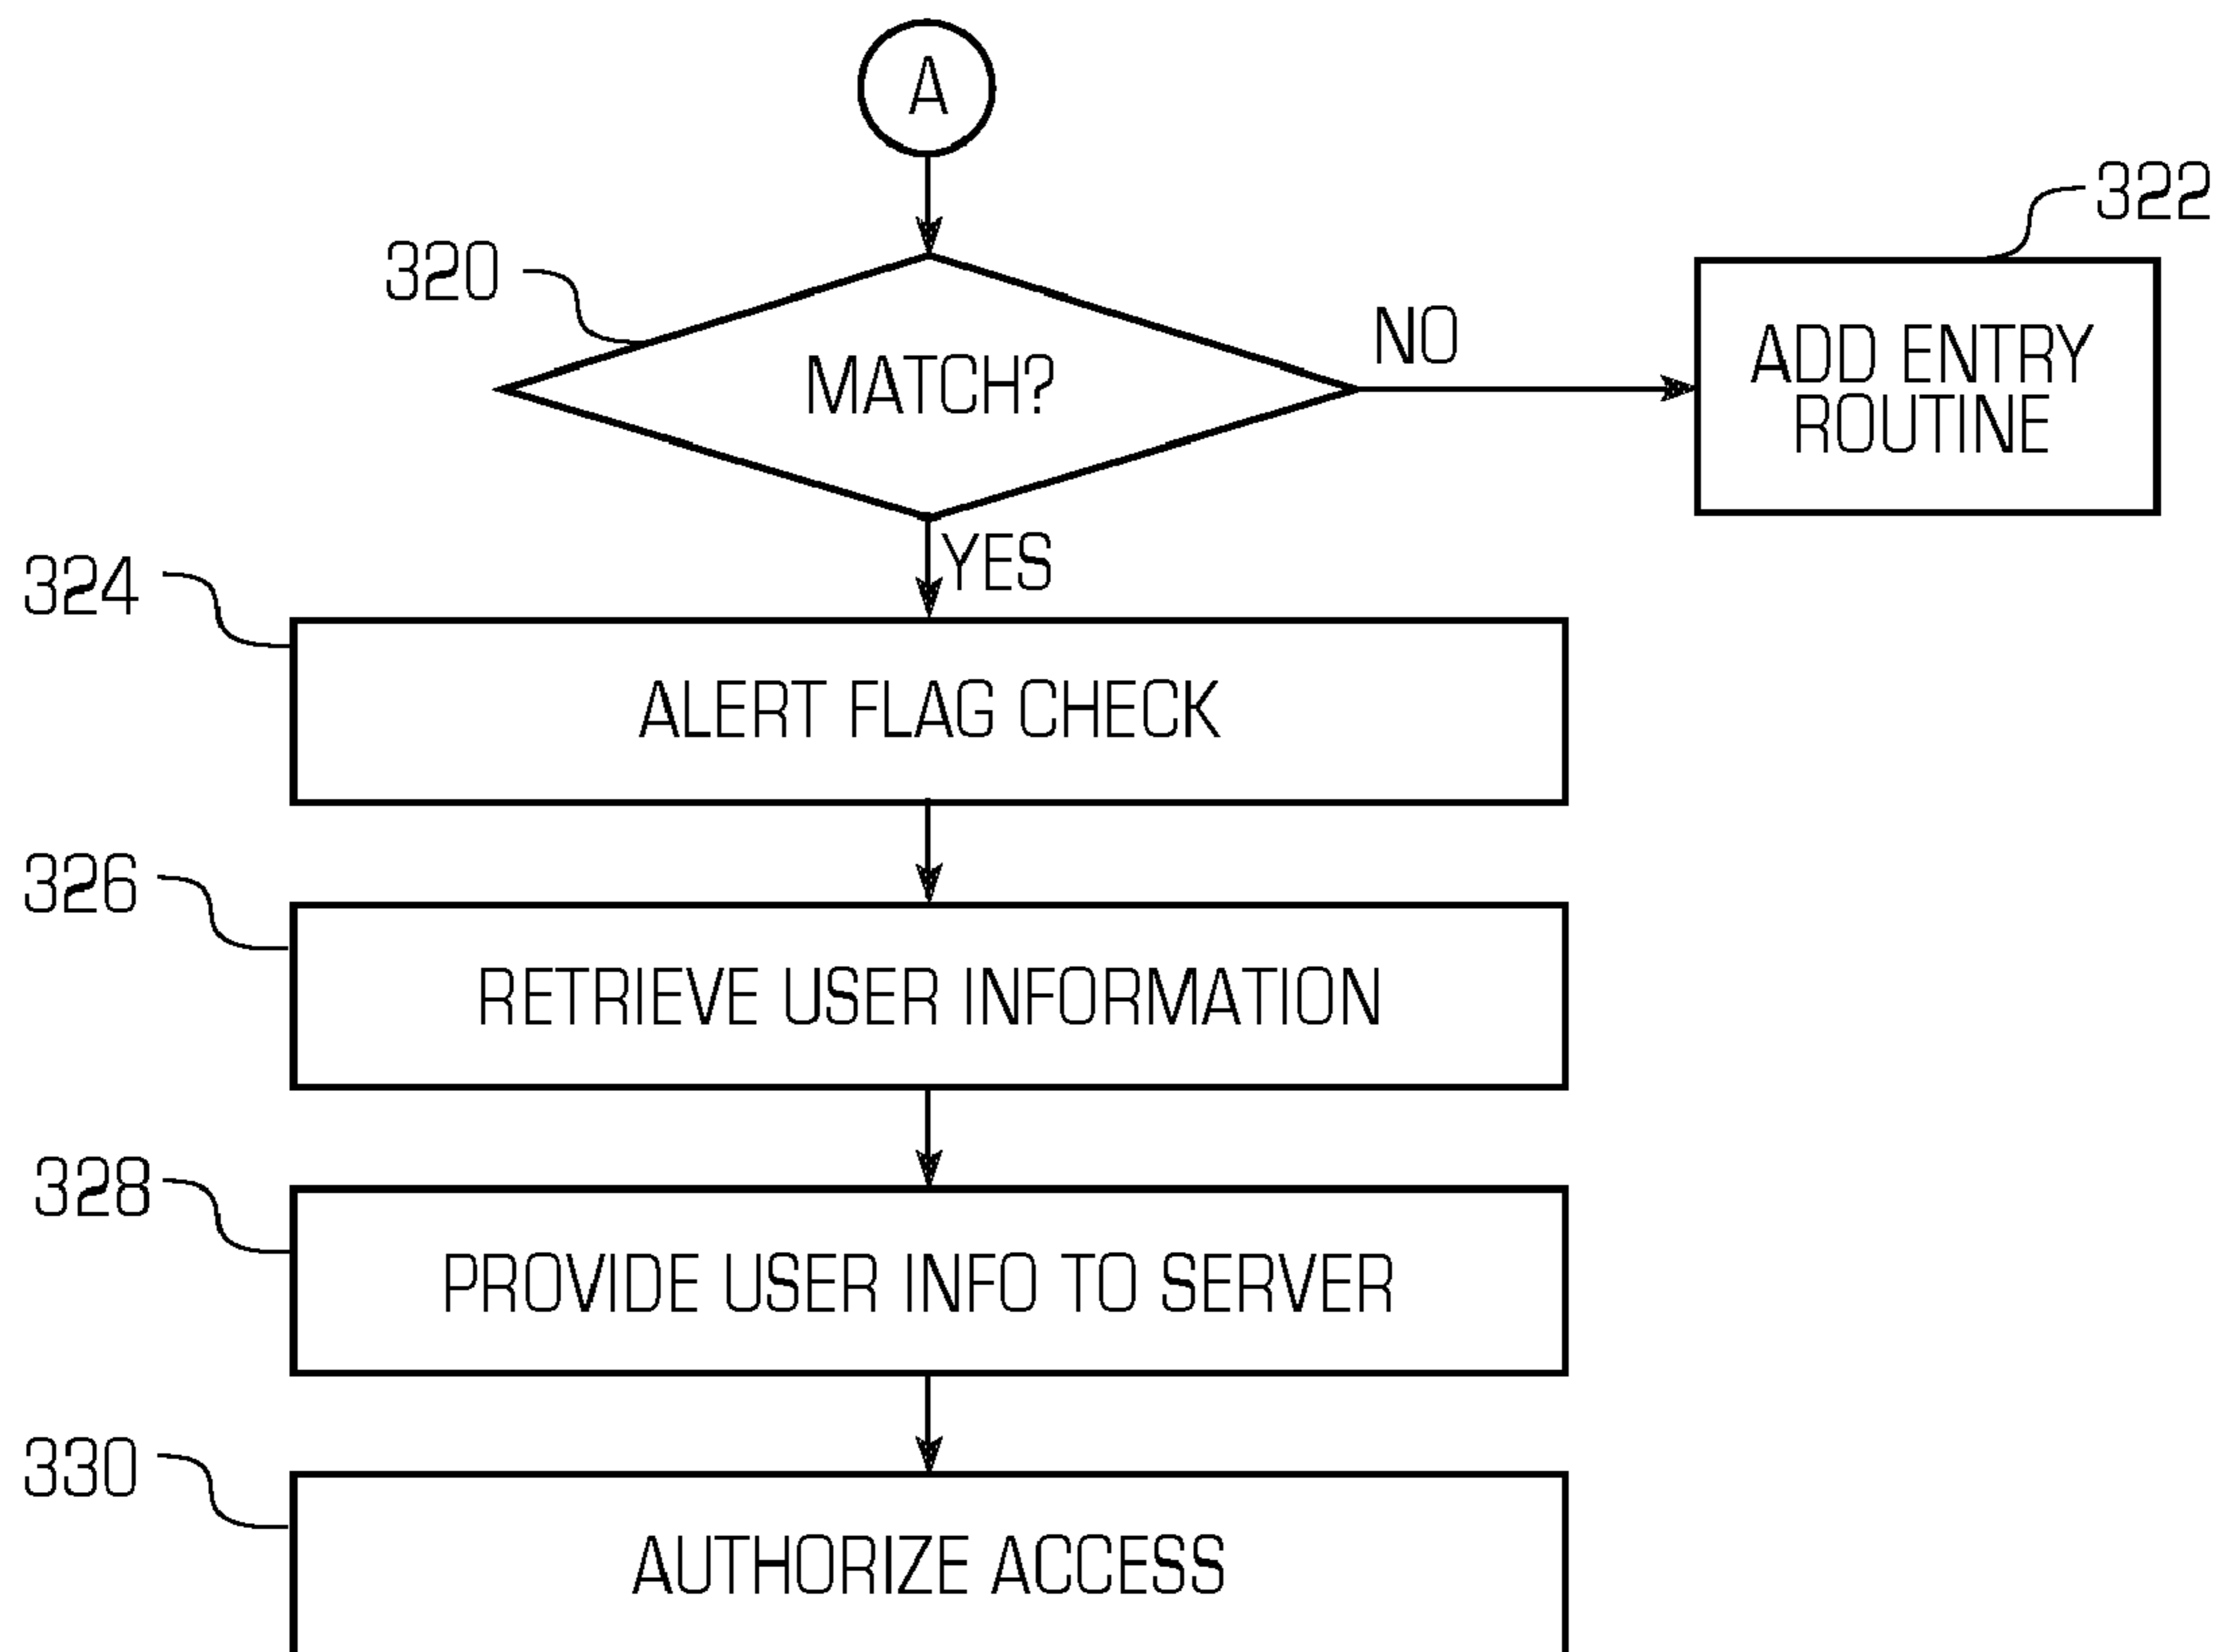 A
322
320
NO
MATCH?
ADD ENTRY
ROUTINE
YES
324
ALERT FLAG CHECK
326
RETRIEVE USER INFORMATION
328
PROVIDE USER INFO TO SERVER
330
AUTHORIZE ACCESS